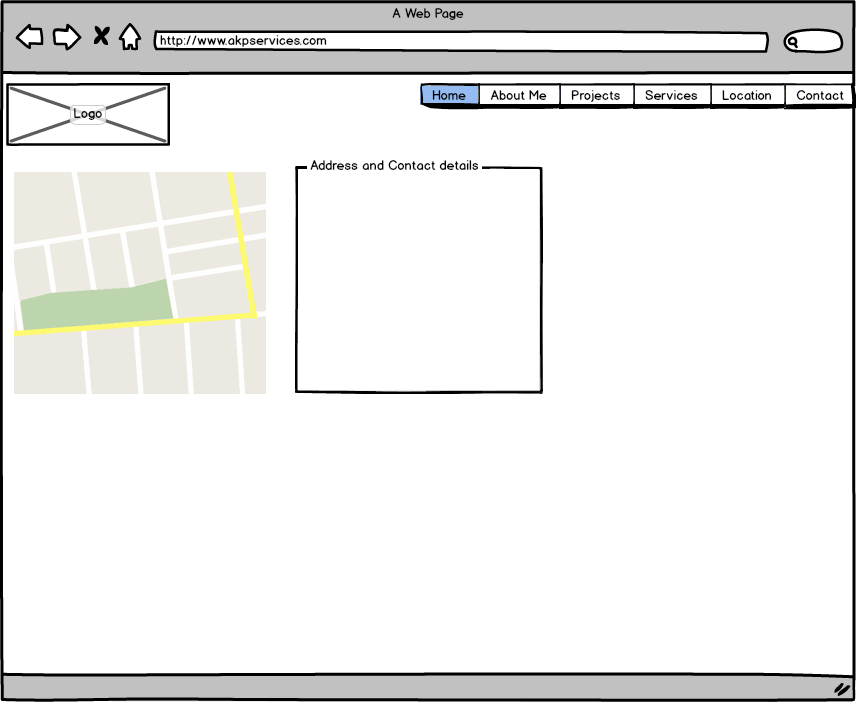 A Web Page
http://www.akpservices.com
Logo
Home About Me Projects Services Location Contact
Address and Contact details